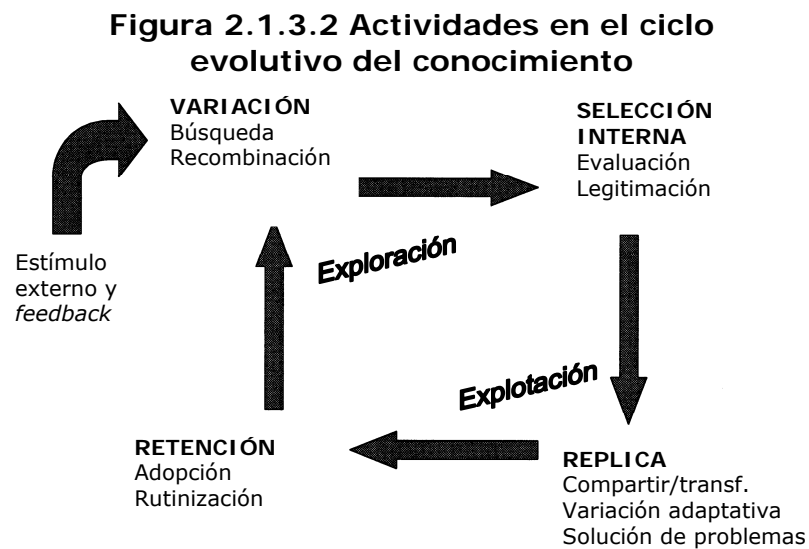 Figura 2.1.3.2 Actividades en el ciclo
evolutivo del conocimiento
VARIACIÓN
Búsqueda
Recombinación
SELECCIÓN
INTERNA
Evaluación
Legitimación
Estímulo
externo y
feedback
Exploración
Explotación
RETENCIÓN
Adopción
Rutinización
REPLICA
Compartir/transf.
Variación adaptativa
Solución de problemas